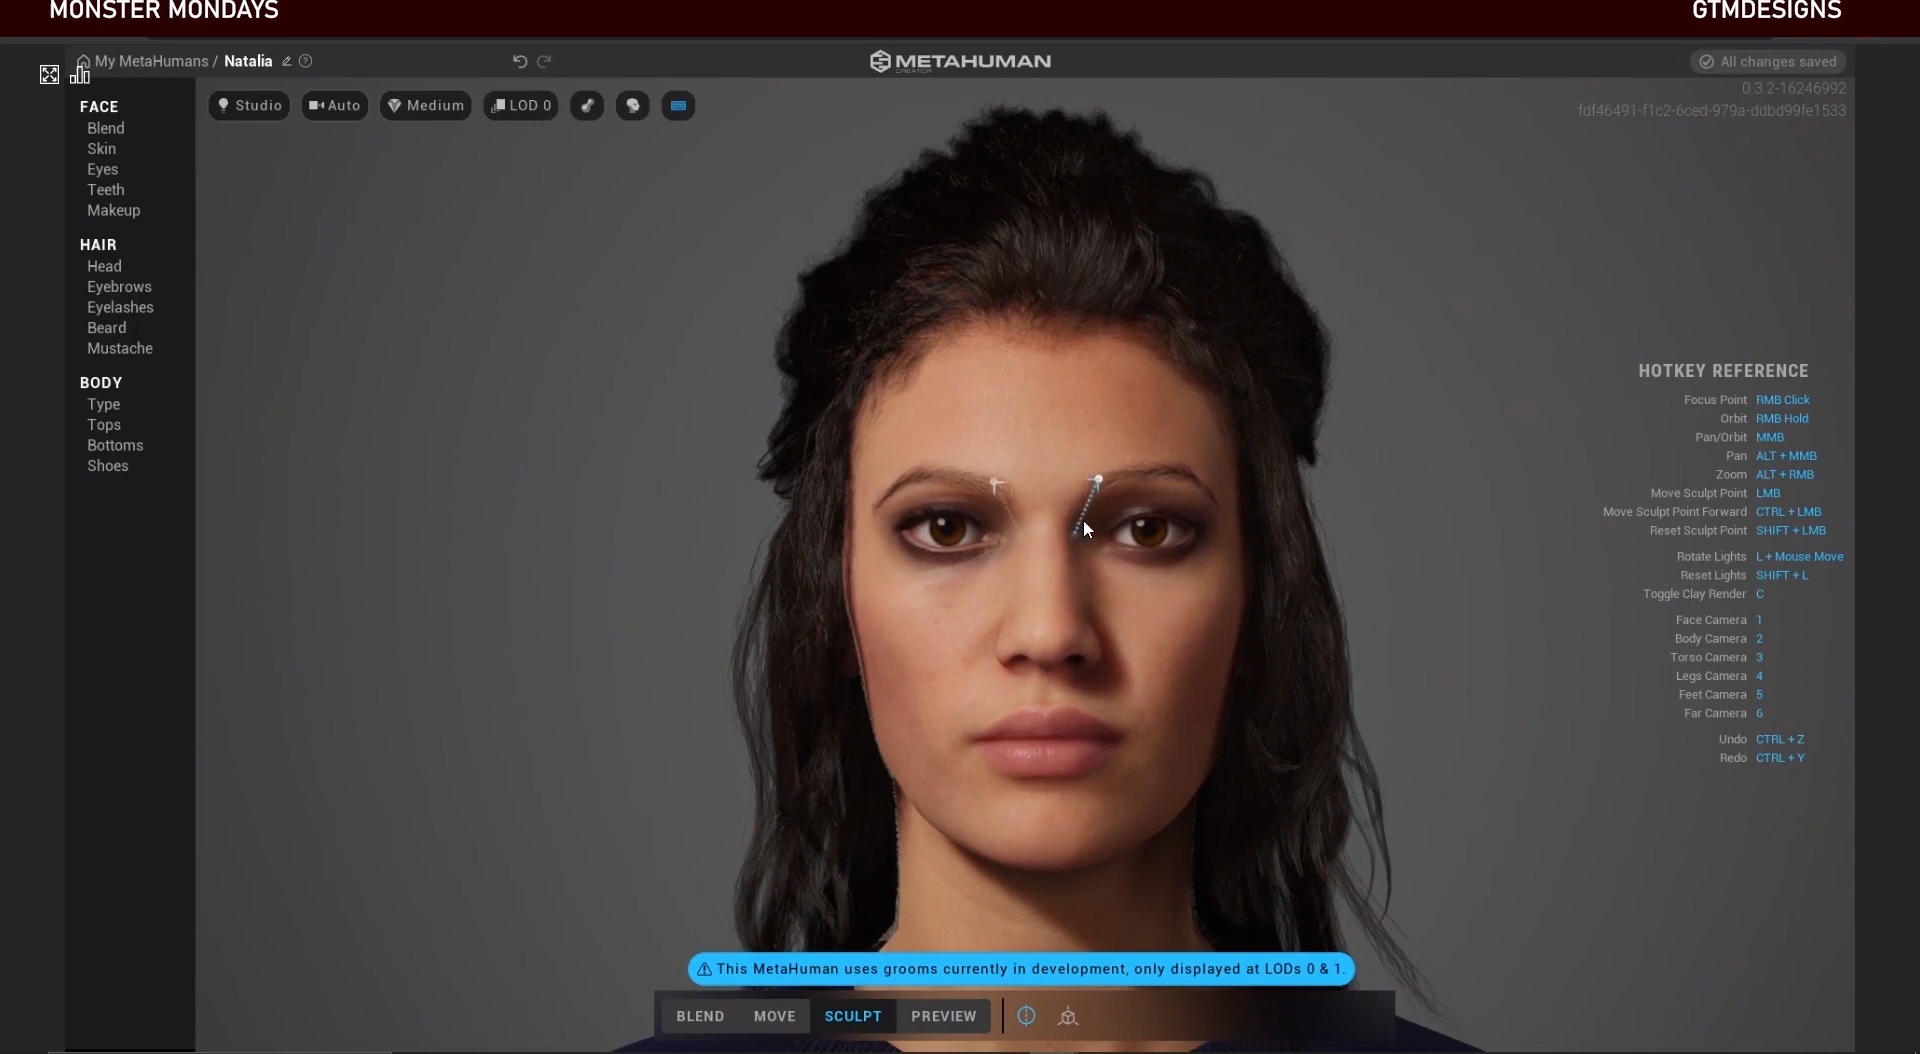 MONSTER MONDAYS
GTMDESIGNS
My MetaHumans / Natalia
METAHUMAN
CREATOR
All changes saved
0.3.2-16246992
fdf46491-f1c2-6ced-979a-ddbd99fe1533
Studio
Auto
Medium
LOD 0
FACE
Blend
Skin
Eyes
Teeth
Makeup
HAIR
Head
Eyebrows
Eyelashes
Beard
Mustache
BODY
Type
Tops
Bottoms
Shoes
HOTKEY REFERENCE
Focus Point RMB Click
Orbit RMB Hold
Pan/Orbit MMB
Pan ALT + MMB
Zoom ALT + RMB
Move Sculpt Point LMB
Move Sculpt Point Forward CTRL + LMB
Reset Sculpt Point SHIFT + LMB
Rotate Lights L + Mouse Move
Reset Lights SHIFT + L
Toggle Clay Render C
Face Camera 1
Body Camera 2
Torso Camera 3
Legs Camera 4
Feet Camera 5
Far Camera 6
Undo CTRL + Z
Redo CTRL + Y
This MetaHuman uses grooms currently in development, only displayed at LODs 0 & 1.
BLEND
MOVE
SCULPT
PREVIEW